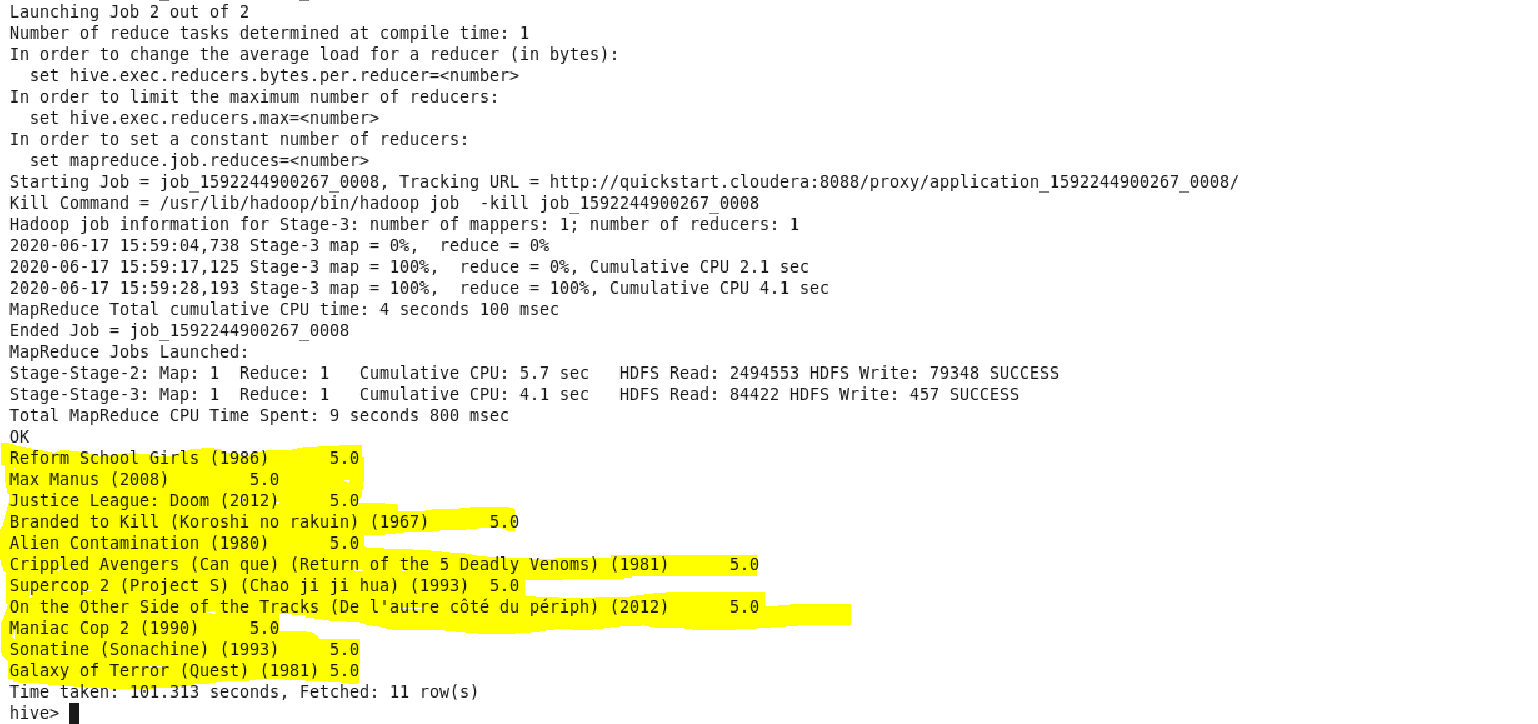 Launching Job 2 out of 2
Number of reduce tasks determined at compile time: 1
In order to change the average load for a reducer (in bytes):
  set hive.exec.reducers.bytes.per.reducer=<number>
In order to limit the maximum number of reducers:
  set hive.exec.reducers.max=<number>
In order to set a constant number of reducers:
  set mapreduce.job.reduces=<number>
Starting Job = job_1592244900267_0008, Tracking URL = http://quickstart.cloudera:8088/proxy/application_1592244900267_0008/
Kill Command = /usr/lib/hadoop/bin/hadoop job  -kill job_1592244900267_0008
Hadoop job information for Stage-3: number of mappers: 1; number of reducers: 1
2020-06-17 15:59:04,738 Stage-3 map = 0%,  reduce = 0%
2020-06-17 15:59:17,125 Stage-3 map = 100%,  reduce = 0%, Cumulative CPU 2.1 sec
2020-06-17 15:59:28,193 Stage-3 map = 100%,  reduce = 100%, Cumulative CPU 4.1 sec
MapReduce Total cumulative CPU time: 4 seconds 100 msec
Ended Job = job_1592244900267_0008
MapReduce Jobs Launched:
Stage-Stage-2: Map: 1  Reduce: 1   Cumulative CPU: 5.7 sec   HDFS Read: 2494553 HDFS Write: 79348 SUCCESS
Stage-Stage-3: Map: 1  Reduce: 1   Cumulative CPU: 4.1 sec   HDFS Read: 84422 HDFS Write: 457 SUCCESS
Total MapReduce CPU Time Spent: 9 seconds 800 msec
OK
Reform School Girls (1986)      5.0
Max Manus (2008)        5.0
Justice League: Doom (2012)     5.0
Branded to Kill (Koroshi no rakuin) (1967)      5.0
Alien Contamination (1980)      5.0
Crippled Avengers (Can que) (Return of the 5 Deadly Venoms) (1981)      5.0
Supercop 2 (Project S) (Chao ji ji hua) (1993)  5.0
On the Other Side of the Tracks (De l'autre côté du périph) (2012)      5.0
Maniac Cop 2 (1990)     5.0
Sonatine (Sonachine) (1993)     5.0
Galaxy of Terror (Quest) (1981) 5.0
Time taken: 101.313 seconds, Fetched: 11 row(s)
hive>